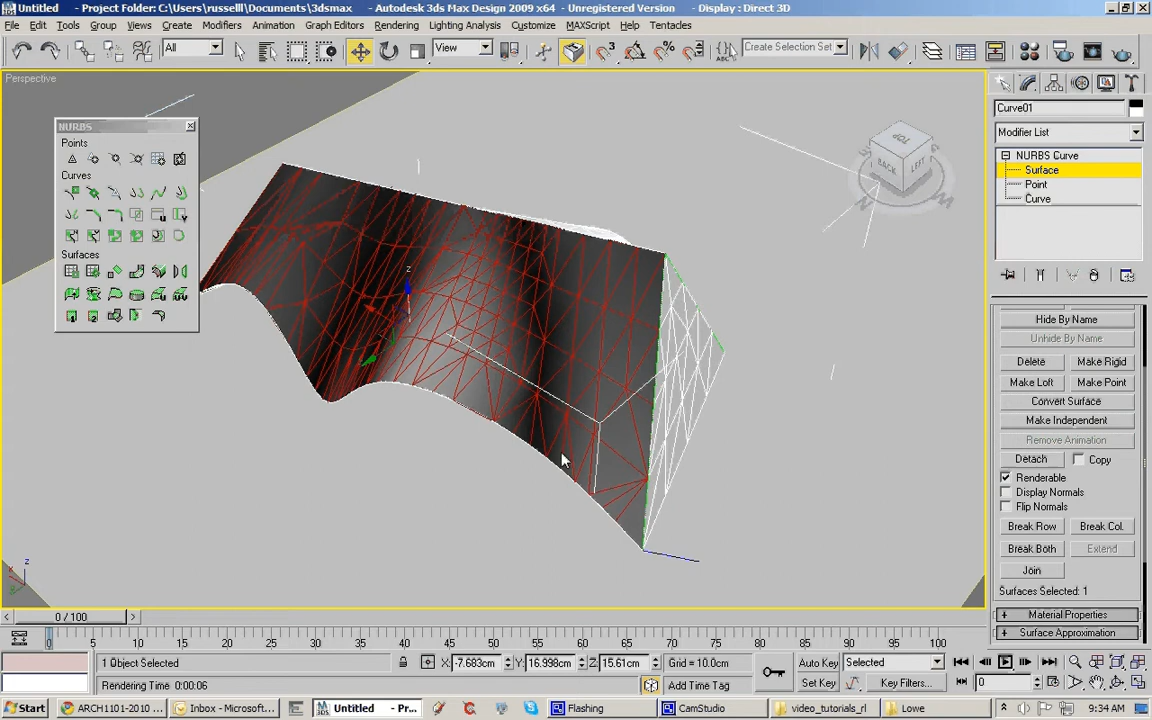 Untitled - Project Folder: C:\Users\russelll\Documents\3dsmax - Autodesk 3ds Max Design 2009 x64 - Unregistered Version - Display : Direct 3D
File Edit Tools Group Views Create Modifiers Animation Graph Editors Rendering Lighting Analysis Customize MAXScript Help Tentacles
All View Create Selection Set
Perspective
NURBS
Points
Curves
Surfaces
TOP
BACK LEFT
z
Curve01
Modifier List
NURBS Curve
Surface
Point
Curve
Hide By Name
Unhide By Name
Delete Make Rigid
Make Loft Make Point
Convert Surface
Make Independent
Remove Animation
Detach Copy
Renderable
Display Normals
Flip Normals
Break Row Break Col.
Break Both Extend
Join
Surfaces Selected: 1
+ Material Properties
+ Surface Approximation
z
0 / 100
0 5 10 15 20 25 30 35 40 45 50 55 60 65 70 75 80 85 90 95 100
1 Object Selected X: -7.683cm Y: 16.998cm Z: 15.61cm Grid = 10.0cm Auto Key Selected
Rendering Time 0:00:06 Add Time Tag Set Key Key Filters... 0
Start ARCH1101-2010 ... Inbox - Microsoft... Untitled - Pr... Flashing CamStudio video_tutorials_rl Lowe 9:34 AM